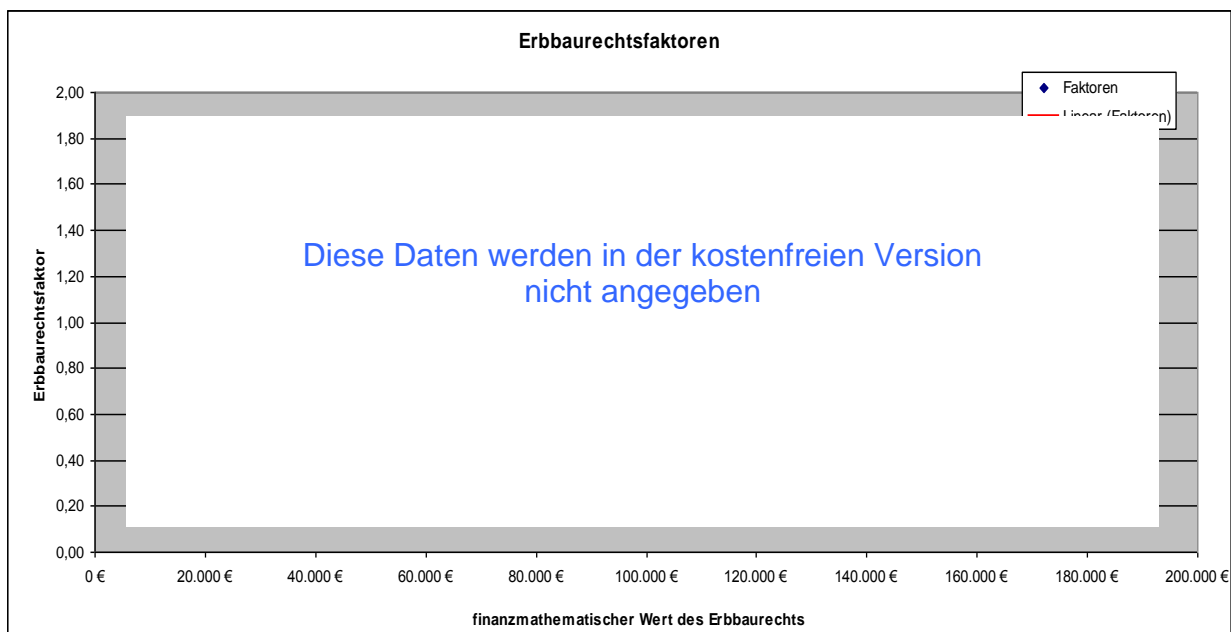 Erbbaurechtsfaktoren
Faktoren
Linear (Faktoren)
2,00
1,80
1,60
1,40
1,20
1,00
0,80
0,60
0,40
0,20
0,00
Erbbaurechtsfaktor
Diese Daten werden in der kostenfreien Version
nicht angegeben
0 € 20.000 € 40.000 € 60.000 € 80.000 € 100.000 € 120.000 € 140.000 € 160.000 € 180.000 € 200.000 €
finanzmathematischer Wert des Erbbaurechts